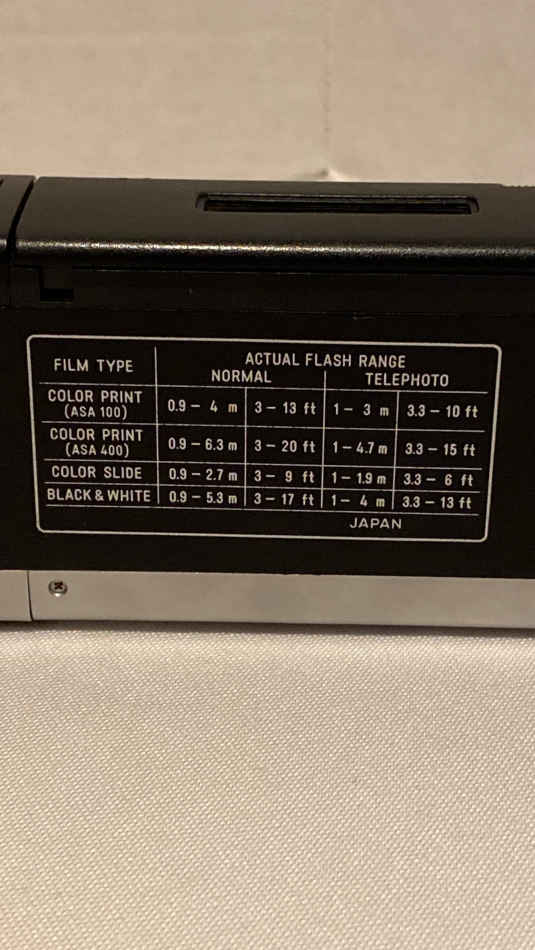 FILM TYPE ACTUAL FLASH RANGE
NORMAL TELEPHOTO
COLOR PRINT (ASA 100) 0.9 – 4 m 3 – 13 ft 1 – 3 m 3.3 – 10 ft
COLOR PRINT (ASA 400) 0.9 – 6.3 m 3 – 20 ft 1 – 4.7 m 3.3 – 15 ft
COLOR SLIDE 0.9 – 2.7 m 3 – 9 ft 1 – 1.9 m 3.3 – 6 ft
BLACK & WHITE 0.9 – 5.3 m 3 – 17 ft 1 – 4 m 3.3 – 13 ft
JAPAN